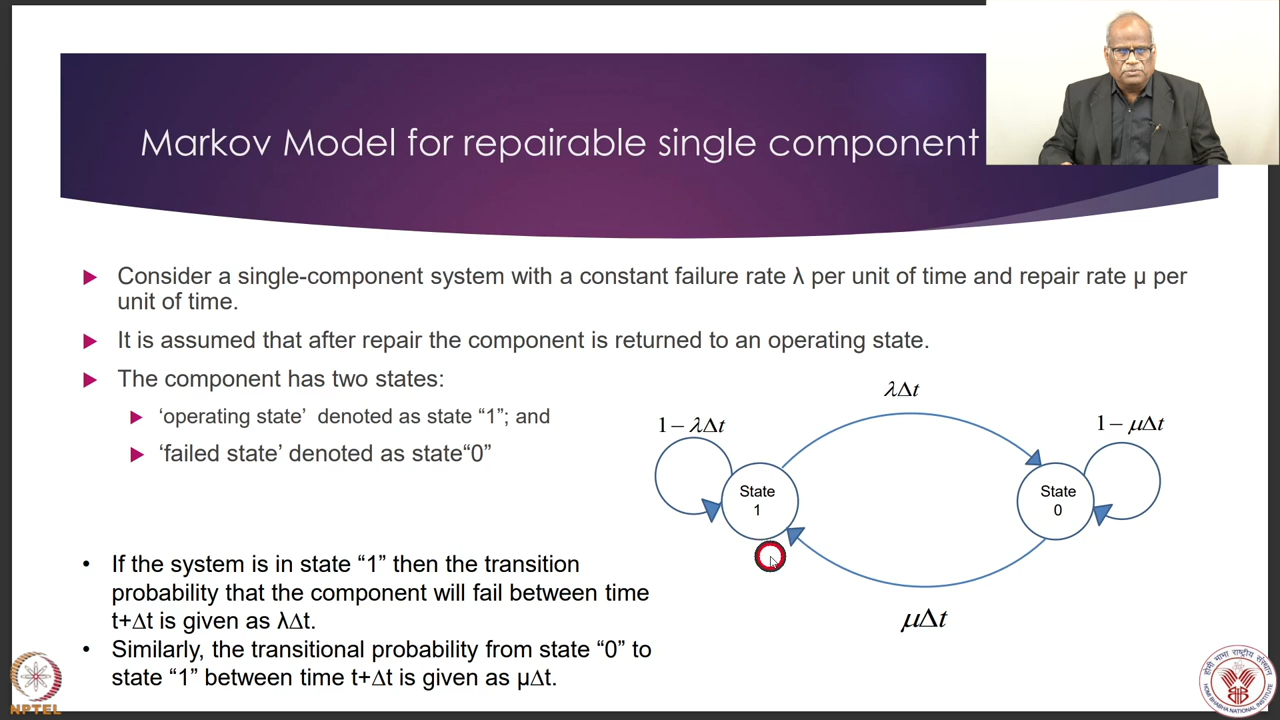 Markov Model for repairable single component
Consider a single-component system with a constant failure rate λ per unit of time and repair rate μ per
unit of time.
It is assumed that after repair the component is returned to an operating state.
The component has two states:
‘operating state’ denoted as state “1”; and
‘failed state’ denoted as state“0”
λΔt
1− λΔt
1− μΔt
State
1
State
0
μΔt
If the system is in state “1” then the transition
probability that the component will fail between time
t+Δt is given as λΔt.
Similarly, the transitional probability from state “0” to
state “1” between time t+Δt is given as μΔt.
NPTEL